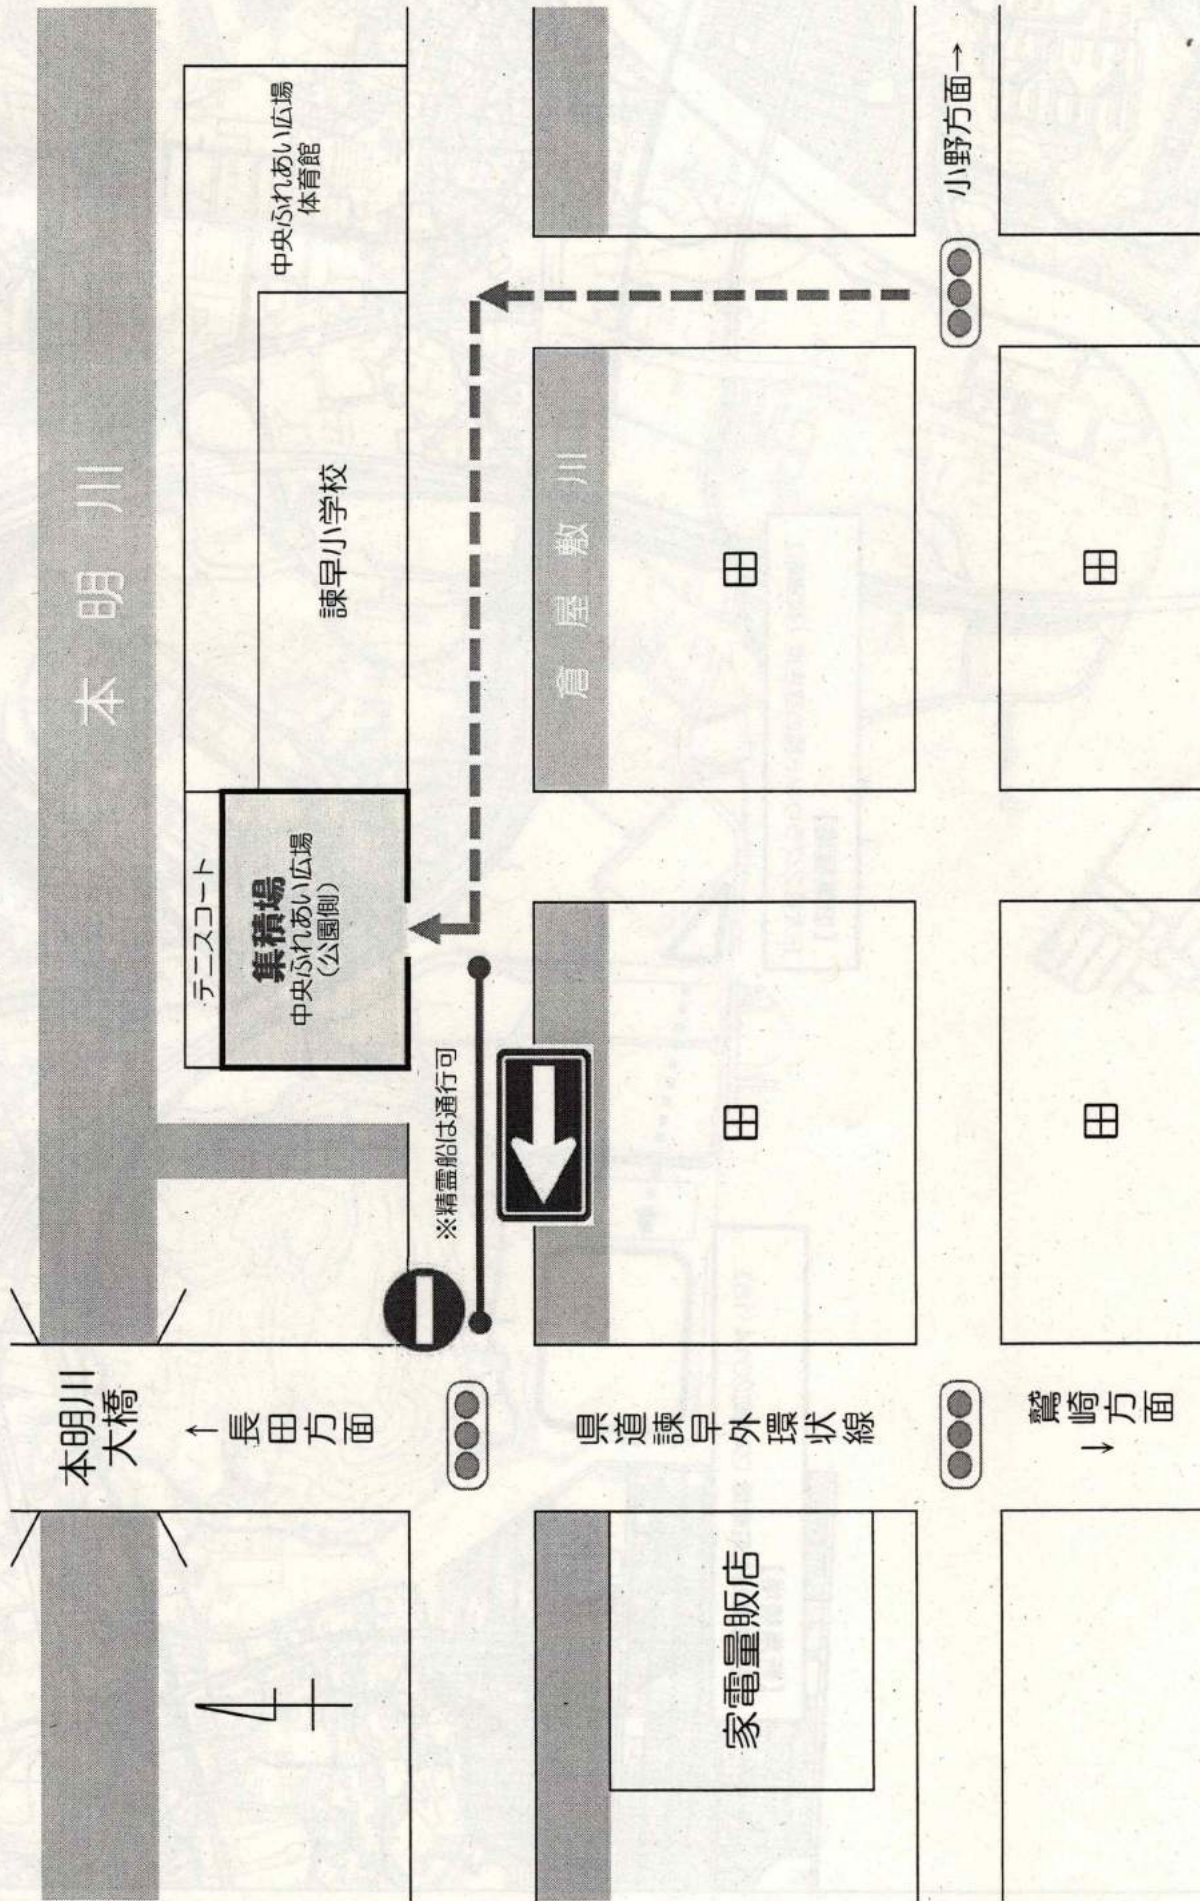 本明川
大橋
↑長田方面
本明川
テニスコート
集積場
中央ふれあい広場
（公園側）
諫早小学校
中央ふれあい広場
体育館
※精霊船は通行可
倉屋敷川
県道諫早外環状線
家電量販店
田
田
田
田
鷲崎方面↓
小野方面→